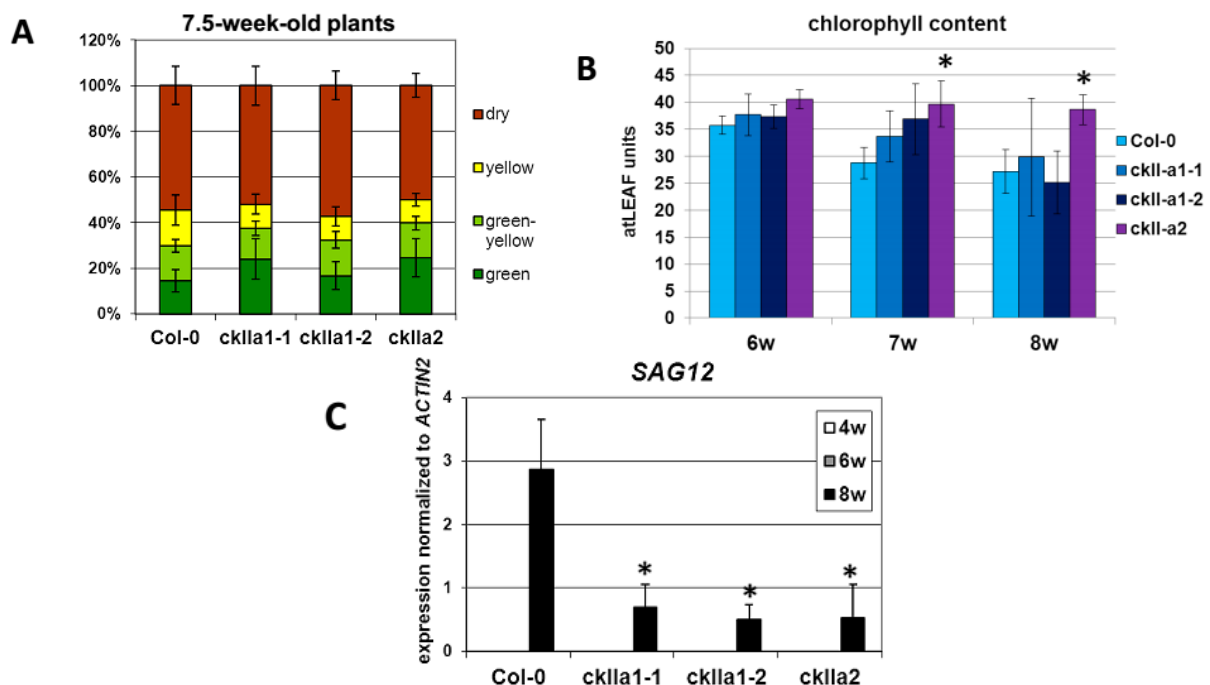 A
7.5-week-old plants
120%
100%
80%
60%
40%
20%
0%
Col-0 ckIIa1-1 ckIIa1-2 ckIIa2
dry
yellow
green-
yellow
green
B
chlorophyll content
atLEAF units
50
45
40
35
30
25
20
15
10
5
0
*
*
6w 7w 8w
Col-0
ckII-a1-1
ckII-a1-2
ckII-a2
C
SAG12
expression normalized to ACTIN2
4
3
2
1
0
* * *
4w
6w
8w
Col-0 ckIIa1-1 ckIIa1-2 ckIIa2